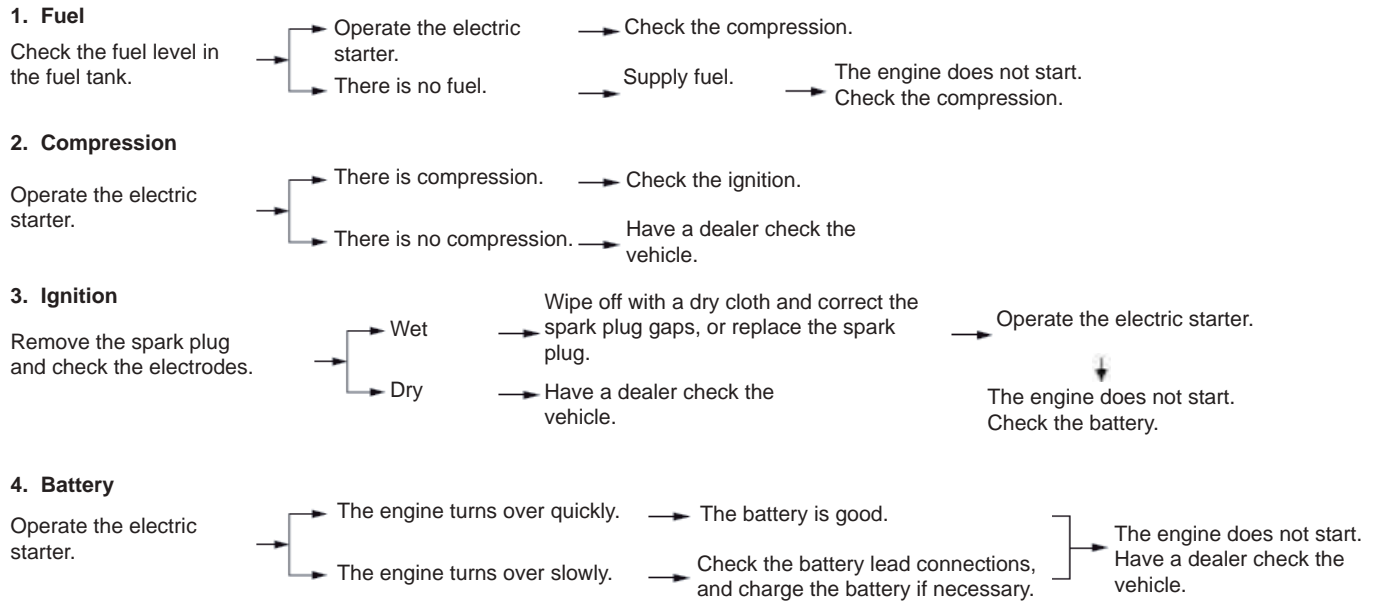 1. Fuel
Check the fuel level in
the fuel tank.
Operate the electric
starter.
Check the compression.
There is no fuel.
Supply fuel.
The engine does not start.
Check the compression.
2. Compression
Operate the electric
starter.
There is compression.
Check the ignition.
There is no compression.
Have a dealer check the
vehicle.
3. Ignition
Remove the spark plug
and check the electrodes.
Wet
Wipe off with a dry cloth and correct the
spark plug gaps, or replace the spark
plug.
Operate the electric starter.
The engine does not start.
Check the battery.
Dry
Have a dealer check the
vehicle.
4. Battery
Operate the electric
starter.
The engine turns over quickly.
The battery is good.
The engine turns over slowly.
Check the battery lead connections,
and charge the battery if necessary.
The engine does not start.
Have a dealer check the
vehicle.